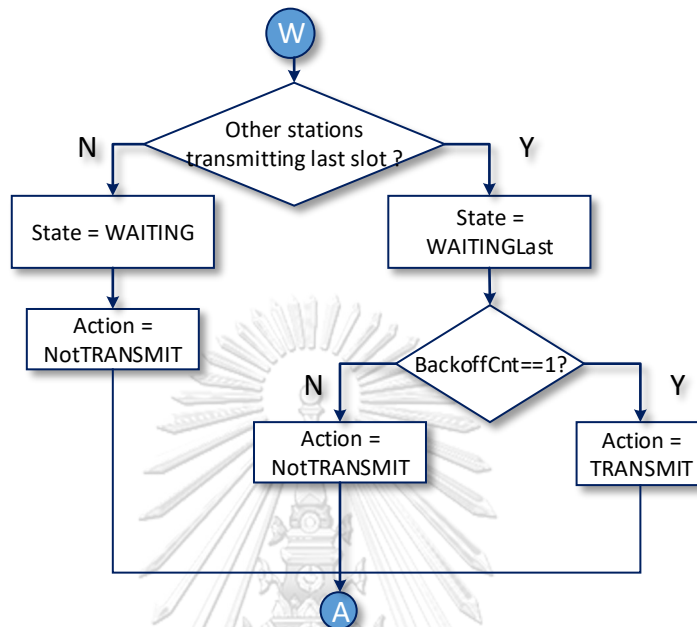 W
Other stations
transmitting last slot ?
N
Y
State = WAITING
State =
WAITINGLast
Action =
NotTRANSMIT
BackoffCnt==1?
N
Y
Action =
NotTRANSMIT
Action =
TRANSMIT
A